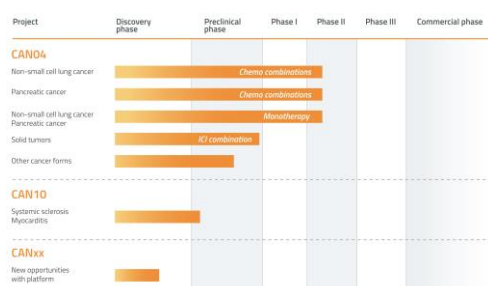 Project Discovery phase Preclinical phase Phase I Phase II Phase III Commercial phase
CAN04
Non-small cell lung cancer Chemo combinations
Pancreatic cancer Chemo combinations
Non-small cell lung cancer
Pancreatic cancer Monotherapy
Solid tumors ICI combination
Other cancer forms
CAN10
Systemic sclerosis
Myocarditis
CANxx
New opportunities
with platform